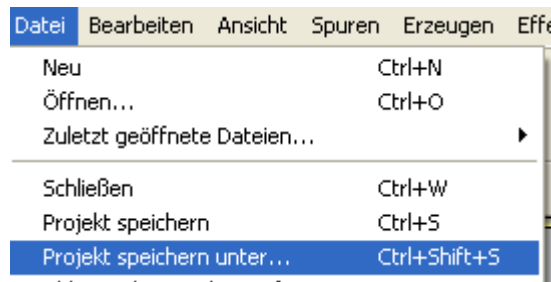 Datei Bearbeiten Ansicht Spuren Erzeugen
Neu Ctrl+N
Öffnen... Ctrl+O
Zuletzt geöffnete Dateien...
Schließen Ctrl+W
Projekt speichern Ctrl+S
Projekt speichern unter... Ctrl+Shift+S